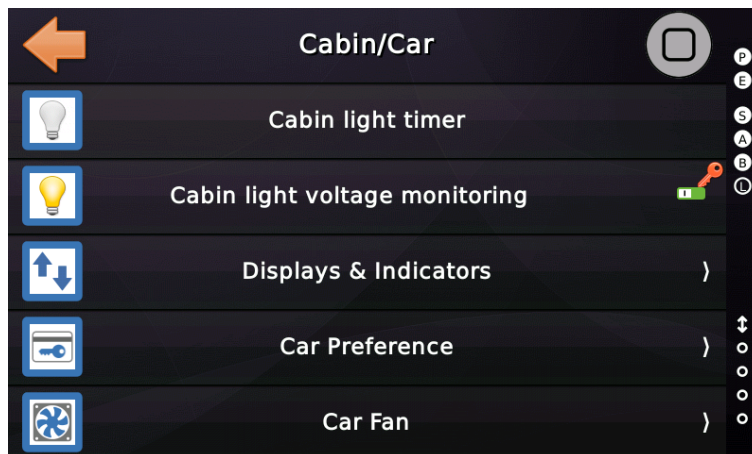 Cabin/Car
P
E
Cabin light timer
S
A
B
Cabin light voltage monitoring
L
Displays & Indicators
Car Preference
Car Fan